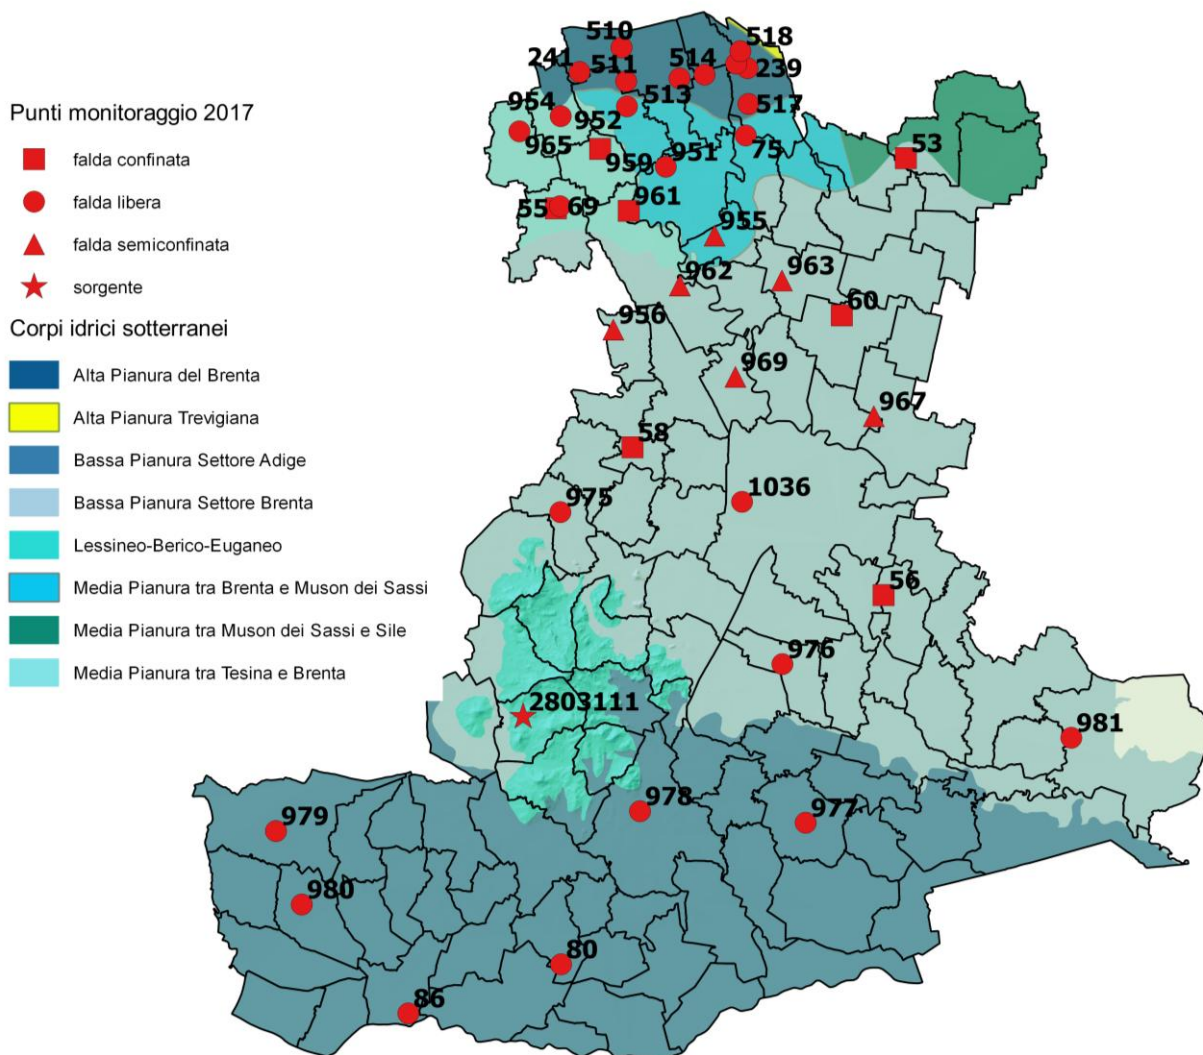 Punti monitoraggio 2017
falda confinata
falda libera
falda semiconfinata
sorgente
Corpi idrici sotterranei
Alta Pianura del Brenta
Alta Pianura Trevigiana
Bassa Pianura Settore Adige
Bassa Pianura Settore Brenta
Lessineo-Berico-Euganeo
Media Pianura tra Brenta e Muson dei Sassi
Media Pianura tra Muson dei Sassi e Sile
Media Pianura tra Tesina e Brenta
510
518
241
511
514
239
954
513
517
952
965
959
951
75
53
55
69
961
955
962
963
60
956
969
967
58
975
1036
56
976
2803111
981
978
977
979
980
80
86